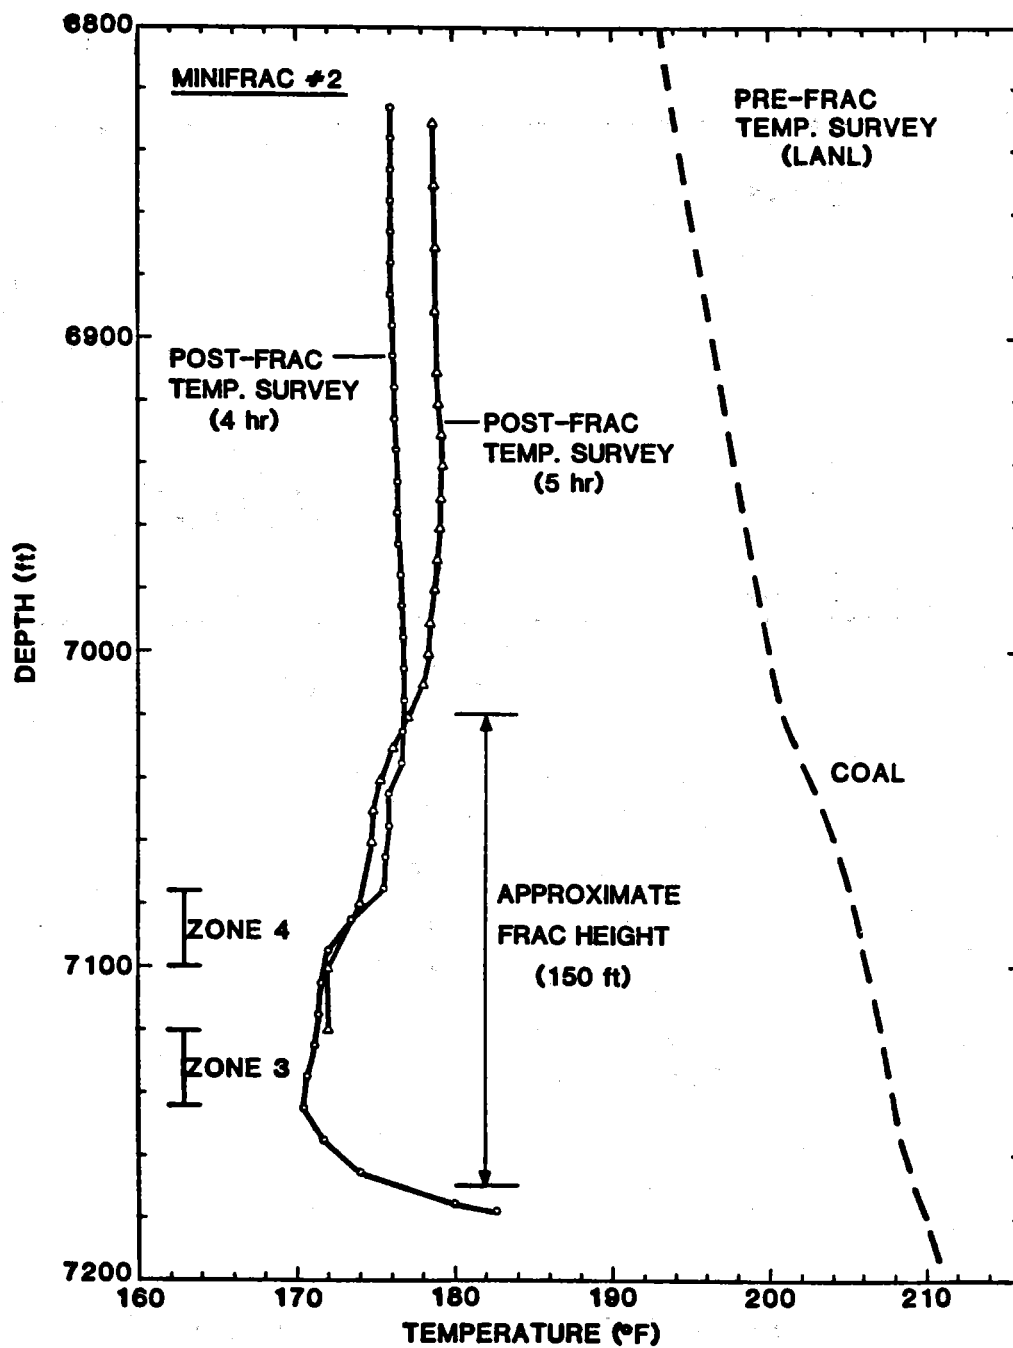 6800
MINIFRAC #2
PRE-FRAC
TEMP. SURVEY
(LANL)
6900
POST-FRAC
TEMP. SURVEY
(4 hr)
POST-FRAC
TEMP. SURVEY
(5 hr)
DEPTH (ft)
7000
COAL
APPROXIMATE
FRAC HEIGHT
(150 ft)
ZONE 4
7100
ZONE 3
7200
160 170 180 190 200 210
TEMPERATURE (°F)